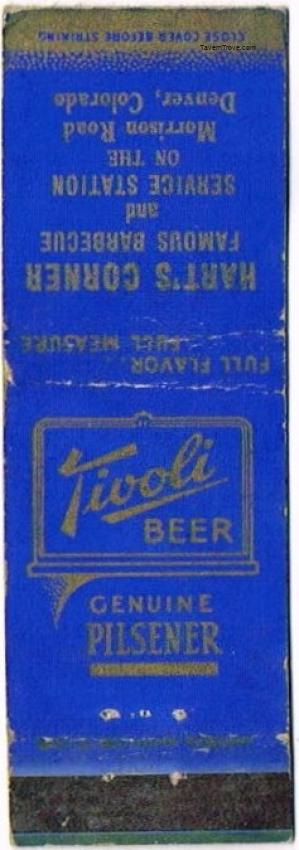 CLOSE COVER BEFORE STRIKING
TavernTrove.com
HART'S CORNER
FAMOUS BARBECUE
and
SERVICE STATION
ON THE
Morrison Road
Denver, Colorado
FULL FLAVOR...
FULL MEASURE
Tivoli
BEER
GENUINE
PILSENER